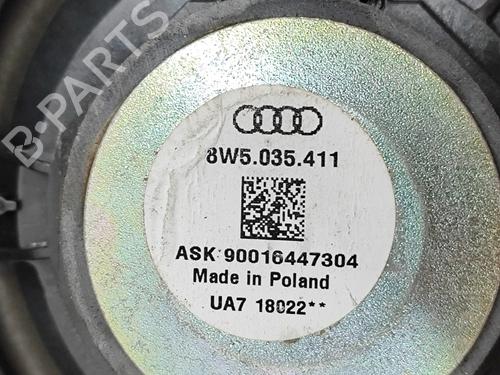 B-PARTS
8W5.035.411
ASK 90016447304
Made in Poland
UA7 18022**